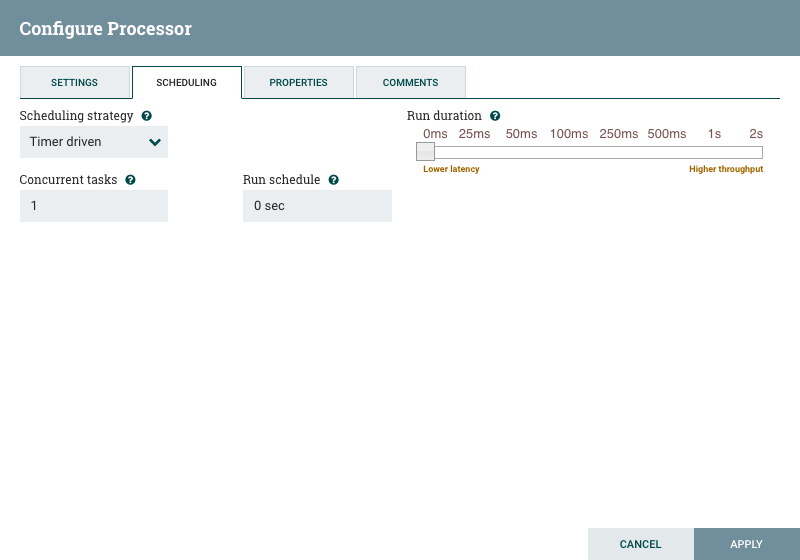 Configure Processor
SETTINGS
SCHEDULING
PROPERTIES
COMMENTS
Scheduling strategy
Timer driven
Run duration
0ms 25ms 50ms 100ms 250ms 500ms 1s 2s
Lower latency
Higher throughput
Concurrent tasks
1
Run schedule
0 sec
CANCEL
APPLY